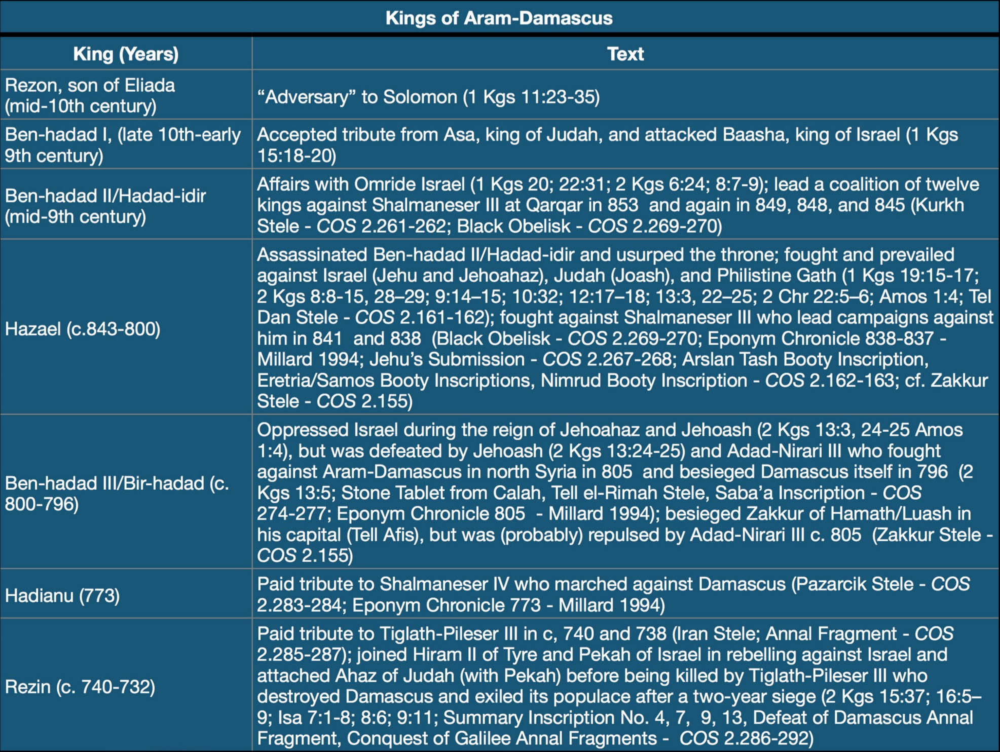 Kings of Aram-Damascus
King (Years)
Text
Rezon, son of Eliada
(mid-10th century)
“Adversary” to Solomon (1 Kgs 11:23-35)
Ben-hadad I, (late 10th-early
9th century)
Accepted tribute from Asa, king of Judah, and attacked Baasha, king of Israel (1 Kgs
15:18-20)
Ben-hadad II/Hadad-idir
(mid-9th century)
Affairs with Omride Israel (1 Kgs 20; 22:31; 2 Kgs 6:24; 8:7-9); lead a coalition of twelve
kings against Shalmaneser III at Qarqar in 853  and again in 849, 848, and 845 (Kurkh
Stele - COS 2.261-262; Black Obelisk - COS 2.269-270)
Hazael (c.843-800)
Assassinated Ben-hadad II/Hadad-idir and usurped the throne; fought and prevailed
against Israel (Jehu and Jehoahaz), Judah (Joash), and Philistine Gath (1 Kgs 19:15-17;
2 Kgs 8:8-15, 28–29; 9:14–15; 10:32; 12:17–18; 13:3, 22–25; 2 Chr 22:5–6; Amos 1:4; Tel
Dan Stele - COS 2.161-162); fought against Shalmaneser III who lead campaigns against
him in 841  and 838  (Black Obelisk - COS 2.269-270; Eponym Chronicle 838-837 -
Millard 1994; Jehu’s Submission - COS 2.267-268; Arslan Tash Booty Inscription,
Eretria/Samos Booty Inscriptions, Nimrud Booty Inscription - COS 2.162-163; cf. Zakkur
Stele - COS 2.155)
Ben-hadad III/Bir-hadad (c.
800-796)
Oppressed Israel during the reign of Jehoahaz and Jehoash (2 Kgs 13:3, 24-25 Amos
1:4), but was defeated by Jehoash (2 Kgs 13:24-25) and Adad-Nirari III who fought
against Aram-Damascus in north Syria in 805  and besieged Damascus itself in 796  (2
Kgs 13:5; Stone Tablet from Calah, Tell el-Rimah Stele, Saba’a Inscription - COS
274-277; Eponym Chronicle 805  - Millard 1994); besieged Zakkur of Hamath/Luash in
his capital (Tell Afis), but was (probably) repulsed by Adad-Nirari III c. 805  (Zakkur Stele -
COS 2.155)
Hadianu (773)
Paid tribute to Shalmaneser IV who marched against Damascus (Pazarcik Stele - COS
2.283-284; Eponym Chronicle 773 - Millard 1994)
Rezin (c. 740-732)
Paid tribute to Tiglath-Pileser III in c, 740 and 738 (Iran Stele; Annal Fragment - COS
2.285-287); joined Hiram II of Tyre and Pekah of Israel in rebelling against Israel and
attached Ahaz of Judah (with Pekah) before being killed by Tiglath-Pileser III who
destroyed Damascus and exiled its populace after a two-year siege (2 Kgs 15:37; 16:5–
9; Isa 7:1-8; 8:6; 9:11; Summary Inscription No. 4, 7,  9, 13, Defeat of Damascus Annal
Fragment, Conquest of Galilee Annal Fragments -  COS 2.286-292)